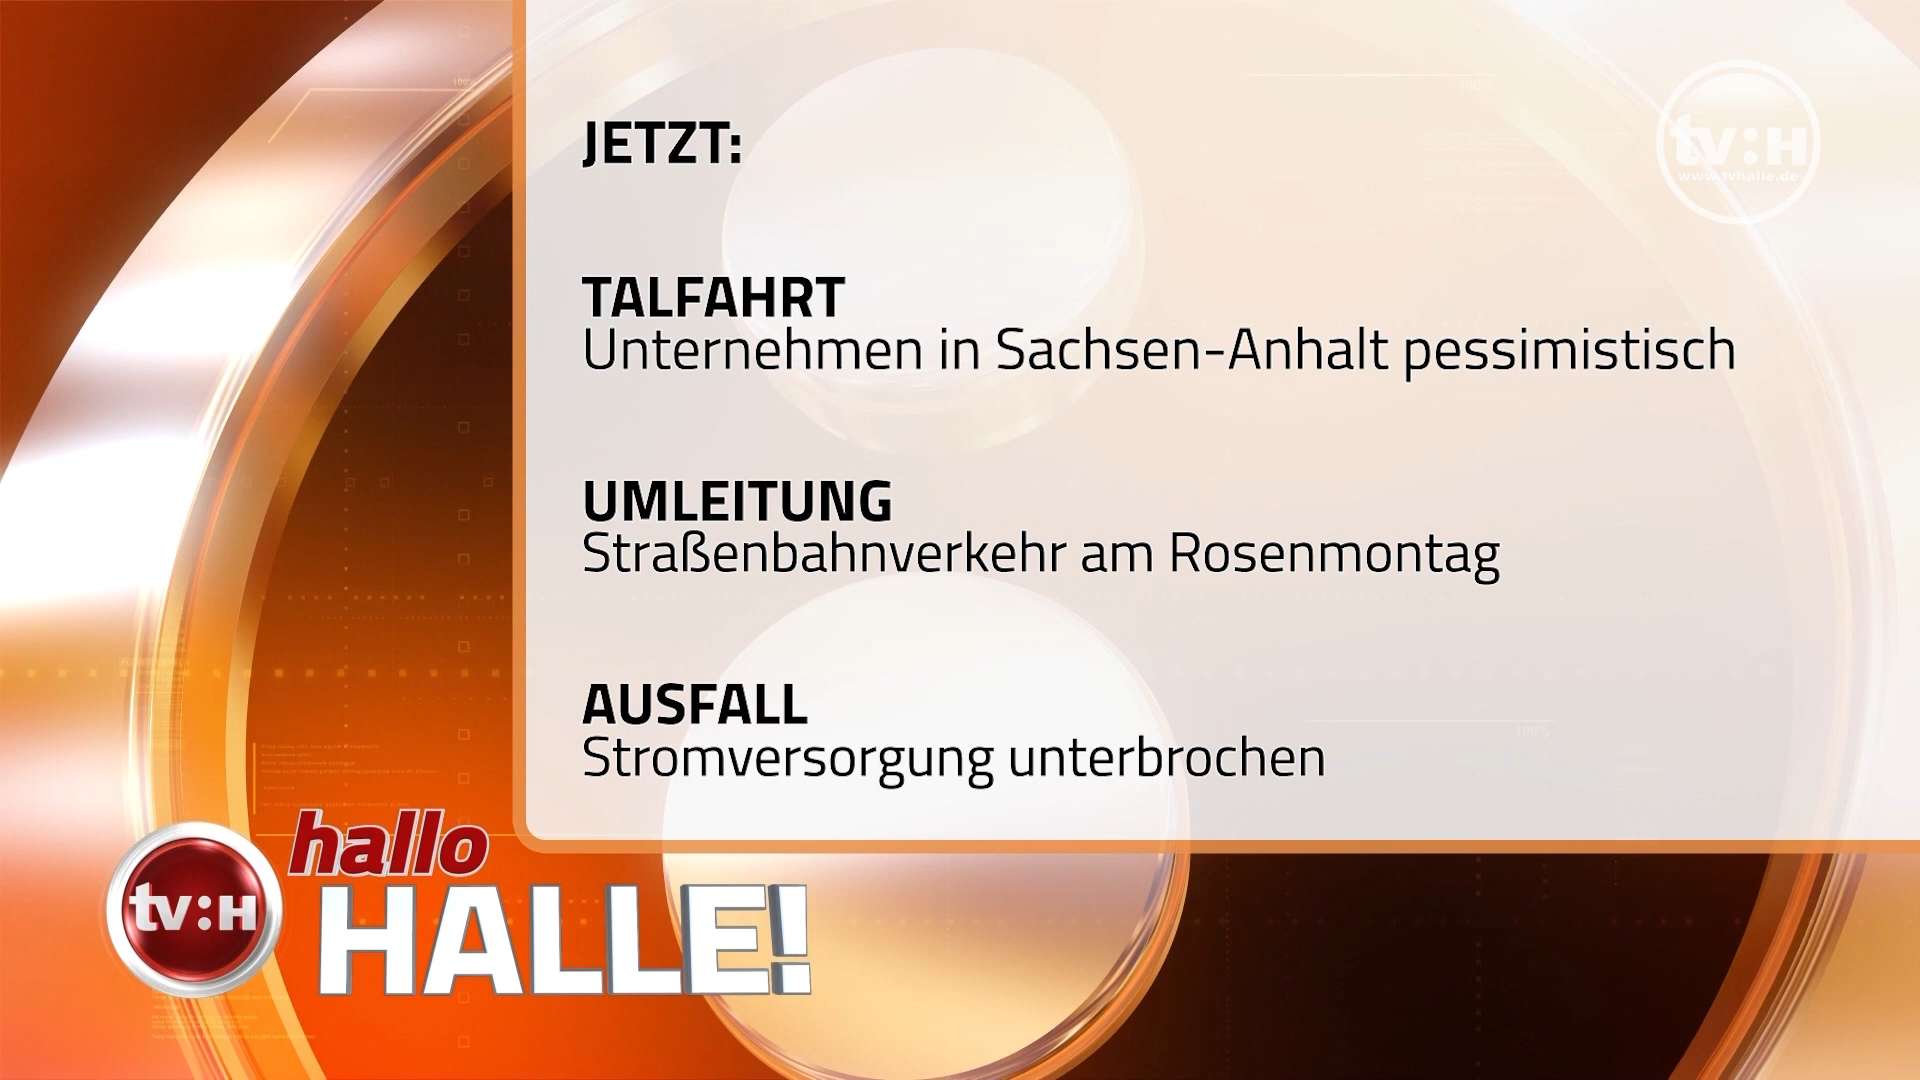 JETZT:
tv:H
www.tvhalle.de
TALFAHRT
Unternehmen in Sachsen-Anhalt pessimistisch
UMLEITUNG
Straßenbahnverkehr am Rosenmontag
AUSFALL
Stromversorgung unterbrochen
hallo
tv:H
HALLE!